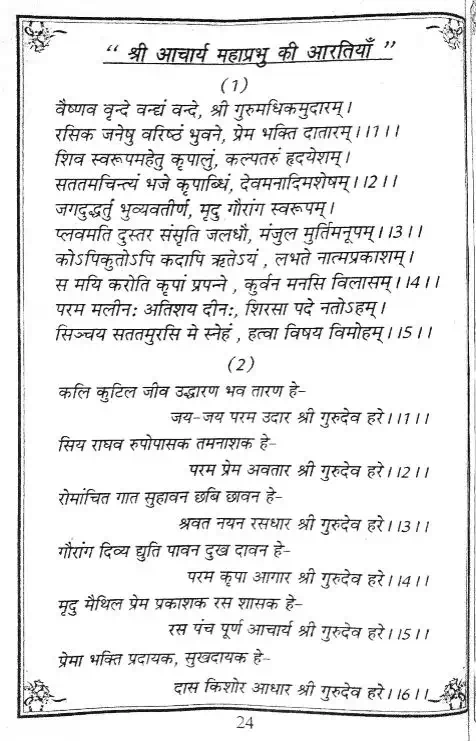 “ श्री आचार्य महाप्रभु की आरतियाँ ”
(1)
वैष्णव वृन्दे वन्द्यं वन्दे, श्री गुरुमधिकमुदारम्।
रसिक जनेषु वरिष्ठं भुवने, प्रेम भक्ति दातारम्।।1।।
शिव स्वरूपमहेतु कृपालुं, कल्पतरुं हृदयेशम्।
सततमचिन्त्यं भजे कृपाब्धिं, देवमनादिमशेषम्।।2।।
जगदुद्धर्तु भुव्यवतीर्ण, मृदु गौरांग स्वरूपम्।
प्लवमति दुस्तर संसृति जलधौ, मंजुल मुर्तिमनूपम्।।3।।
कोऽपिकुतोऽपि कदापि ऋतेऽयं , लभते नात्मप्रकाशम्।
स मयि करोति कृपां प्रपन्ने , कुर्वन मनसि विलासम्।।4।।
परम मलीनः अतिशय दीनः, शिरसा पदे नतोऽहम्।
सिञ्चय सततमुरसि मे स्नेहं , हत्वा विषय विमोहम्।।5।।
(2)
कलि कुटिल जीव उद्धारण भव तारण हे-
जय-जय परम उदार श्री गुरुदेव हरे।।1।।
सिय राघव रुपोपासक तमनाशक हे-
परम प्रेम अवतार श्री गुरुदेव हरे।।2।।
रोमांचित गात सुहावन छबि छावन हे-
श्रवत नयन रसधार श्री गुरुदेव हरे।।3।।
गौरांग दिव्य द्युति पावन दुख दावन हे-
परम कृपा आगार श्री गुरुदेव हरे।।4।।
मृदु मैथिल प्रेम प्रकाशक रस शासक हे-
रस पंच पूर्ण आचार्य श्री गुरुदेव हरे।।5।।
प्रेमा भक्ति प्रदायक, सुखदायक हे-
दास किशोर आधार श्री गुरुदेव हरे।।6।।
24